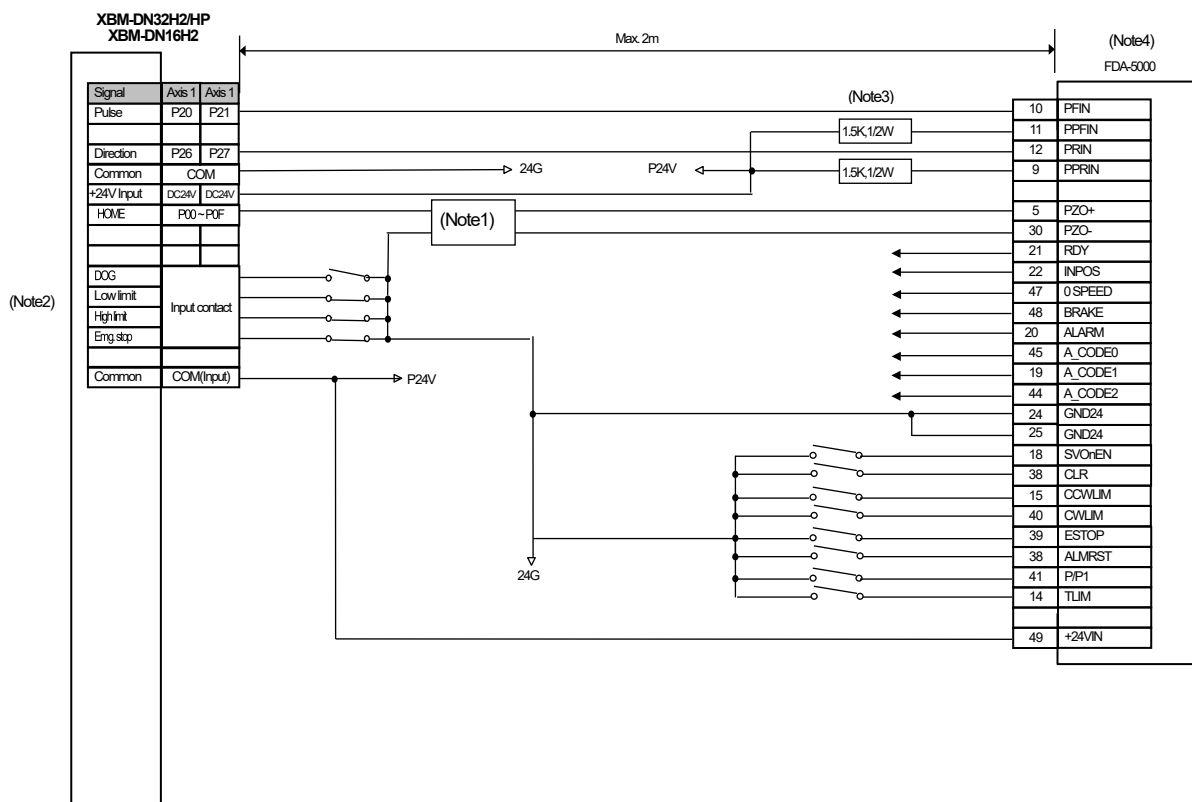 XBM-DN32H2/HP
XBM-DN16H2
Max. 2m
(Note4)
FDA-5000
Signal Axis 1 Axis 1
Pulse P20 P21
Direction P26 P27
Common COM
+24V Input DC24V DC24V
HOME P00 ~ P0F
DOG
Low limit
High limit
Emg. stop
Input contact
Common COM(Input)
(Note2)
24G
P24V
(Note3)
1.5K,1/2W
1.5K,1/2W
(Note1)
P24V
24G
10 PFIN
11 PPFIN
12 PRIN
9 PPRIN
5 PZO+
30 PZO-
21 RDY
22 INPOS
47 0 SPEED
48 BRAKE
20 ALARM
45 A_CODE0
19 A_CODE1
44 A_CODE2
24 GND24
25 GND24
18 SVOnEN
38 CLR
15 CCWLIM
40 CWLIM
39 ESTOP
38 ALMRST
41 P/P1
14 TLIM
49 +24VIN